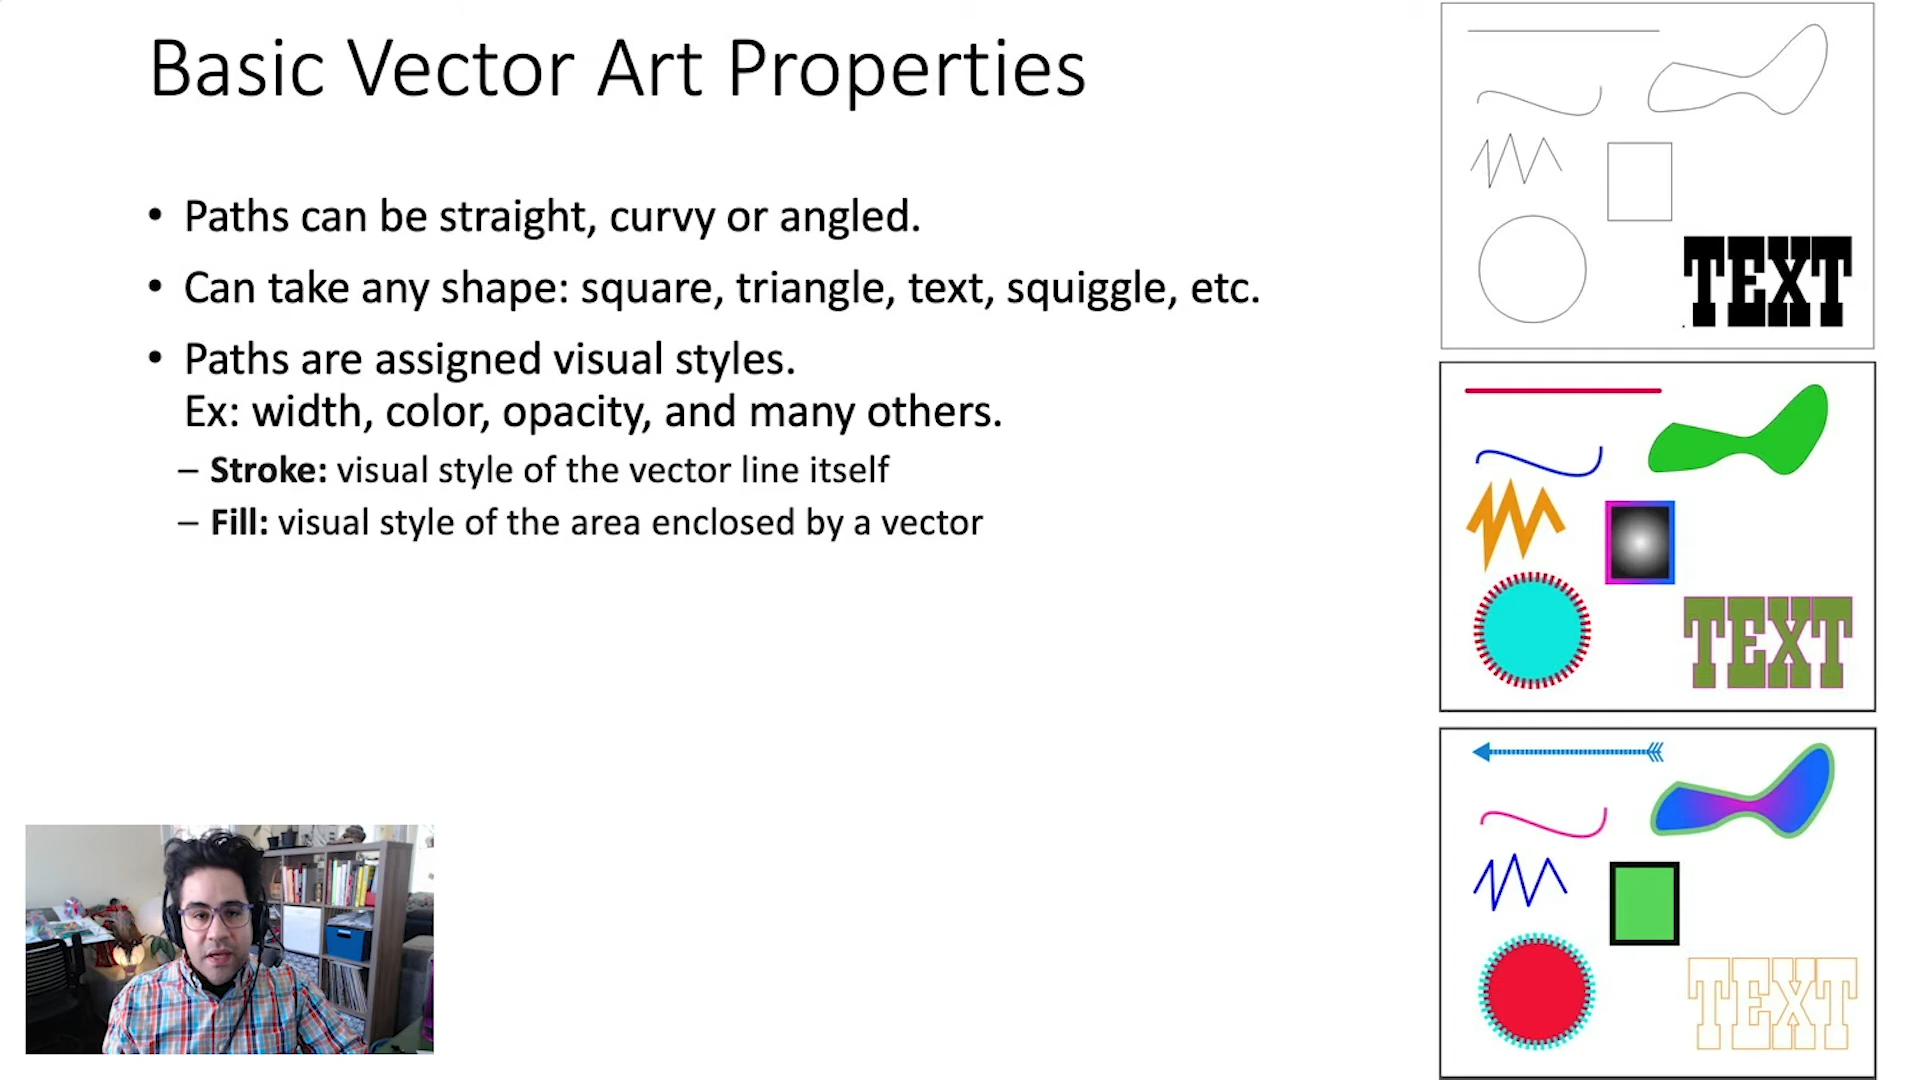 Basic Vector Art Properties
• Paths can be straight, curvy or angled.
• Can take any shape: square, triangle, text, squiggle, etc.
• Paths are assigned visual styles.
Ex: width, color, opacity, and many others.
– Stroke: visual style of the vector line itself
– Fill: visual style of the area enclosed by a vector
TEXT
TEXT
TEXT